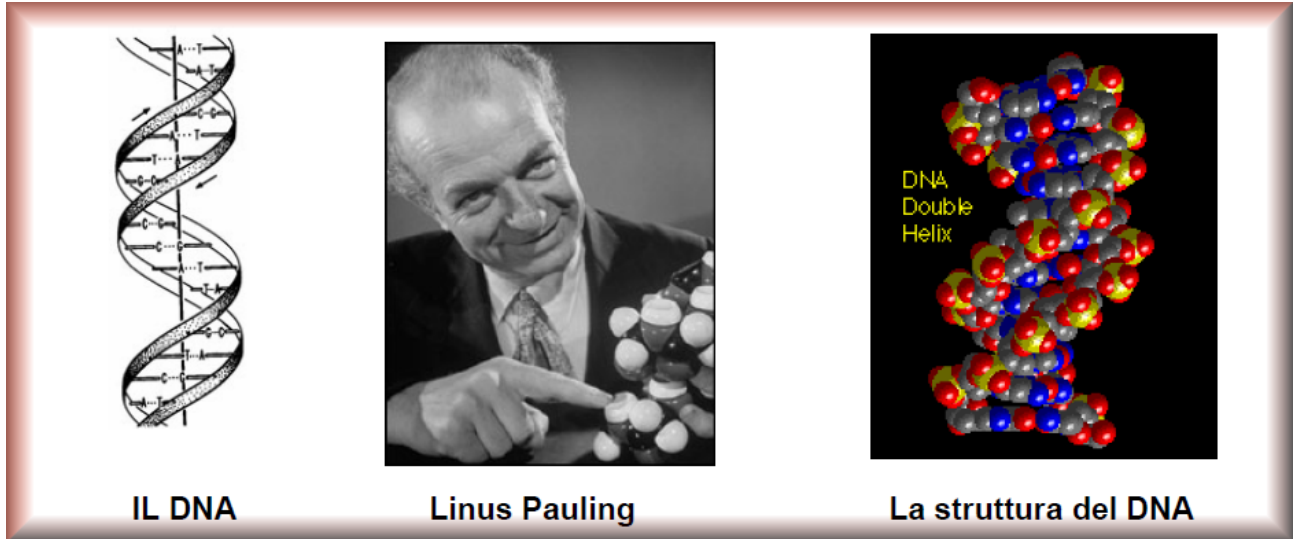 A···T
A·T
C·G
A···T
T···A
G·C
C···G
C···G
A···T
T·A
G·C
T·A
C···G
A··T
DNA
Double
Helix
IL DNA
Linus Pauling
La struttura del DNA